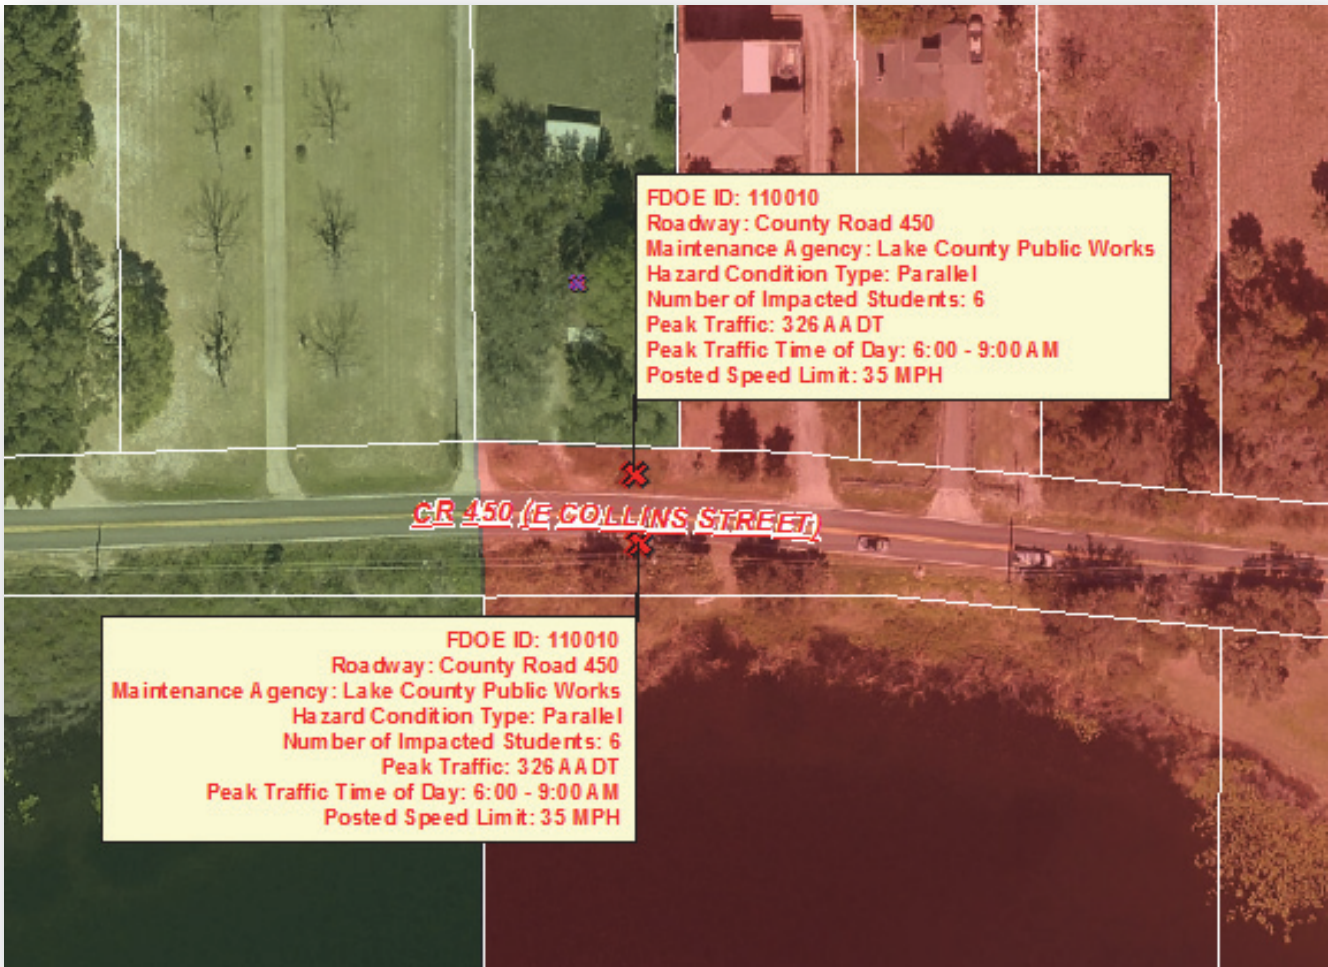 FDOE ID: 110010
Roadway: County Road 450
Maintenance Agency: Lake County Public Works
Hazard Condition Type: Parallel
Number of Impacted Students: 6
Peak Traffic: 326 AADT
Peak Traffic Time of Day: 6:00 - 9:00 AM
Posted Speed Limit: 35 MPH
CR 450 (E COLLINS STREET)
FDOE ID: 110010
Roadway: County Road 450
Maintenance Agency: Lake County Public Works
Hazard Condition Type: Parallel
Number of Impacted Students: 6
Peak Traffic: 326 AADT
Peak Traffic Time of Day: 6:00 - 9:00 AM
Posted Speed Limit: 35 MPH